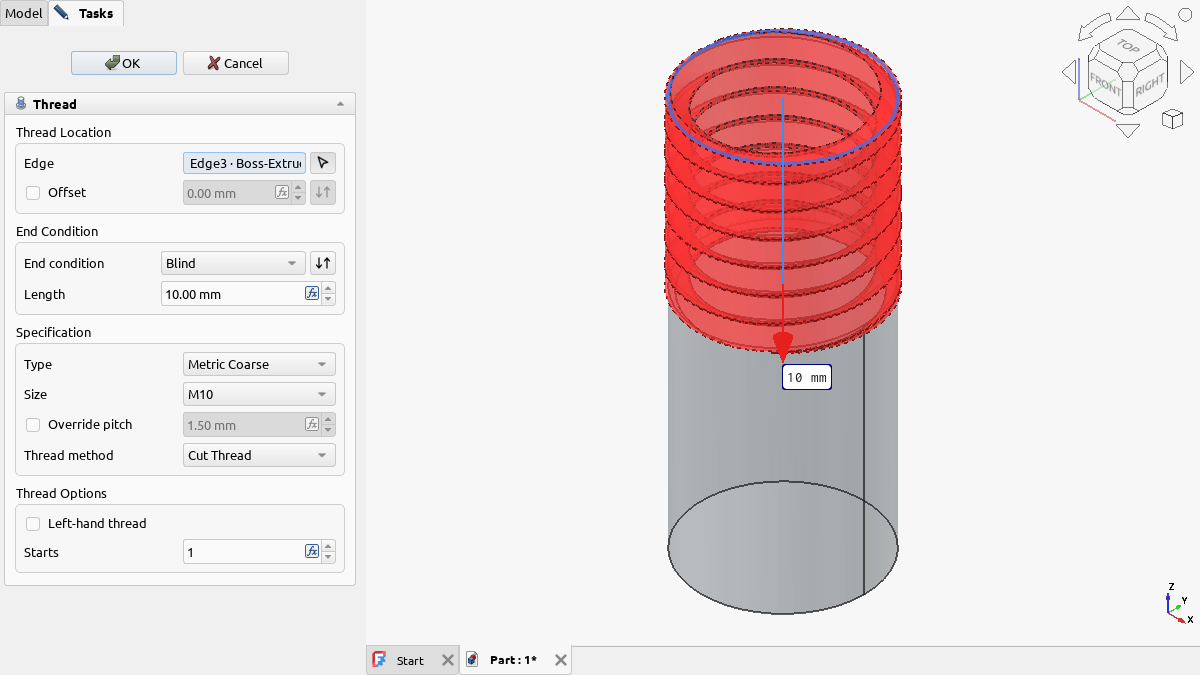 Model
Tasks
OK
Cancel
Thread
Thread Location
Edge
Edge3 · Boss-Extru
Offset
0.00 mm
End Condition
End condition
Blind
Length
10.00 mm
Specification
Type
Metric Coarse
Size
M10
Override pitch
1.50 mm
Thread method
Cut Thread
Thread Options
Left-hand thread
Starts
1
10 mm
TOP
FRONT
RIGHT
Z
Y
X
Start
Part : 1*